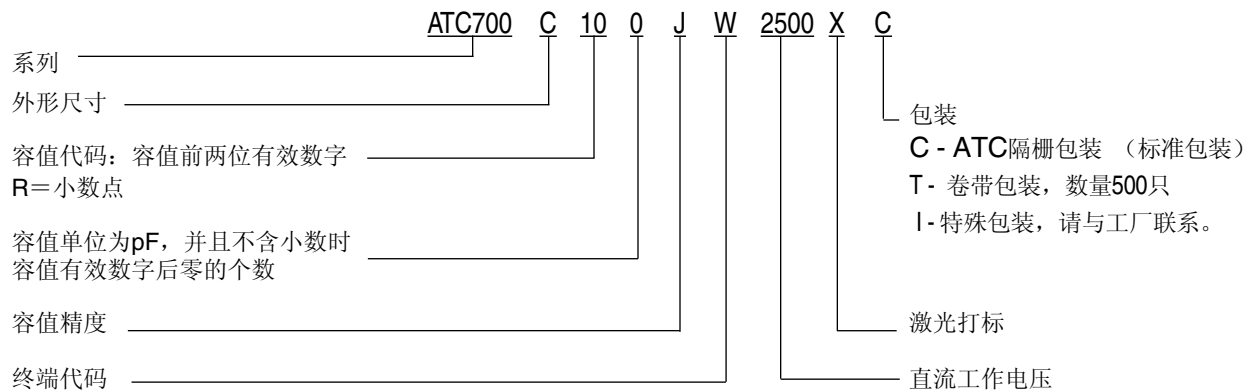 ATC700 C 10 0 J W 2500 X C
系列
外形尺寸
容值代码：容值前两位有效数字
R＝小数点
容值单位为pF，并且不含小数时
容值有效数字后零的个数
容值精度
终端代码
包装
C - ATC隔栅包装 （标准包装）
T - 卷带包装，数量500只
I - 特殊包装，请与工厂联系。
激光打标
直流工作电压